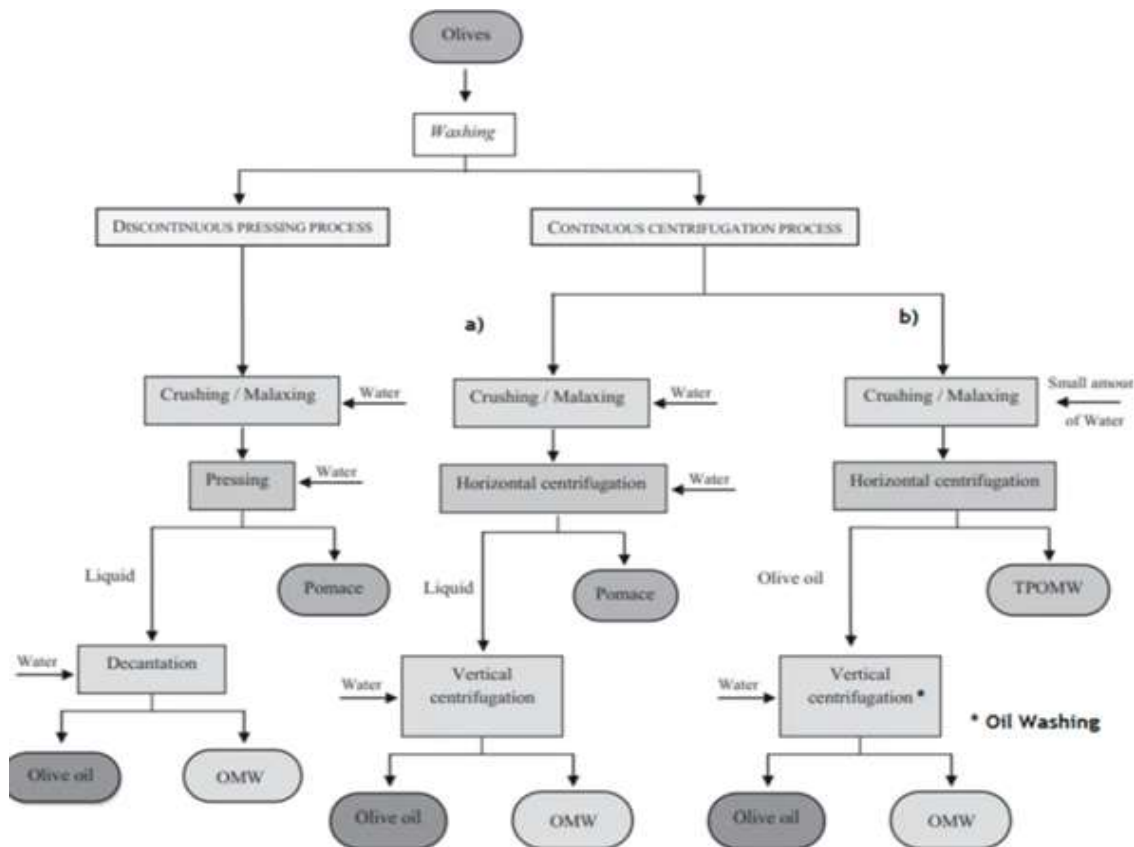 Olives
Washing
DISCONTINUOUS PRESSING PROCESS
CONTINUOUS CENTRIFUGATION PROCESS
a)
b)
Crushing / Malaxing
Water
Crushing / Malaxing
Water
Crushing / Malaxing
Small amour
of Water
Pressing
Water
Horizontal centrifugation
Water
Horizontal centrifugation
Liquid
Pomace
Liquid
Pomace
Olive oil
TPOMW
Water
Decantation
Water
Vertical
centrifugation
Water
Vertical
centrifugation *
* Oil Washing
Olive oil
OMW
Olive oil
OMW
Olive oil
OMW